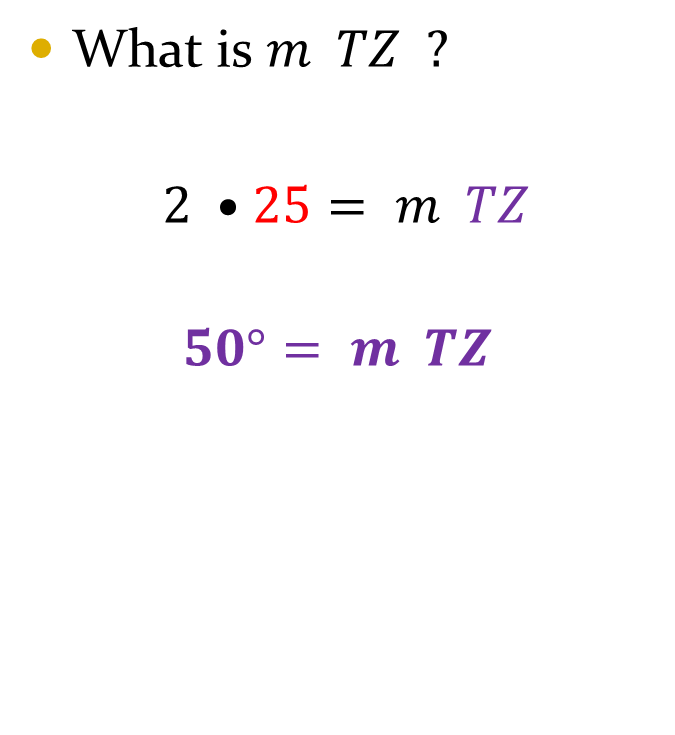 • What is m TZ ?
2 • 25 = m TZ
50° = m TZ